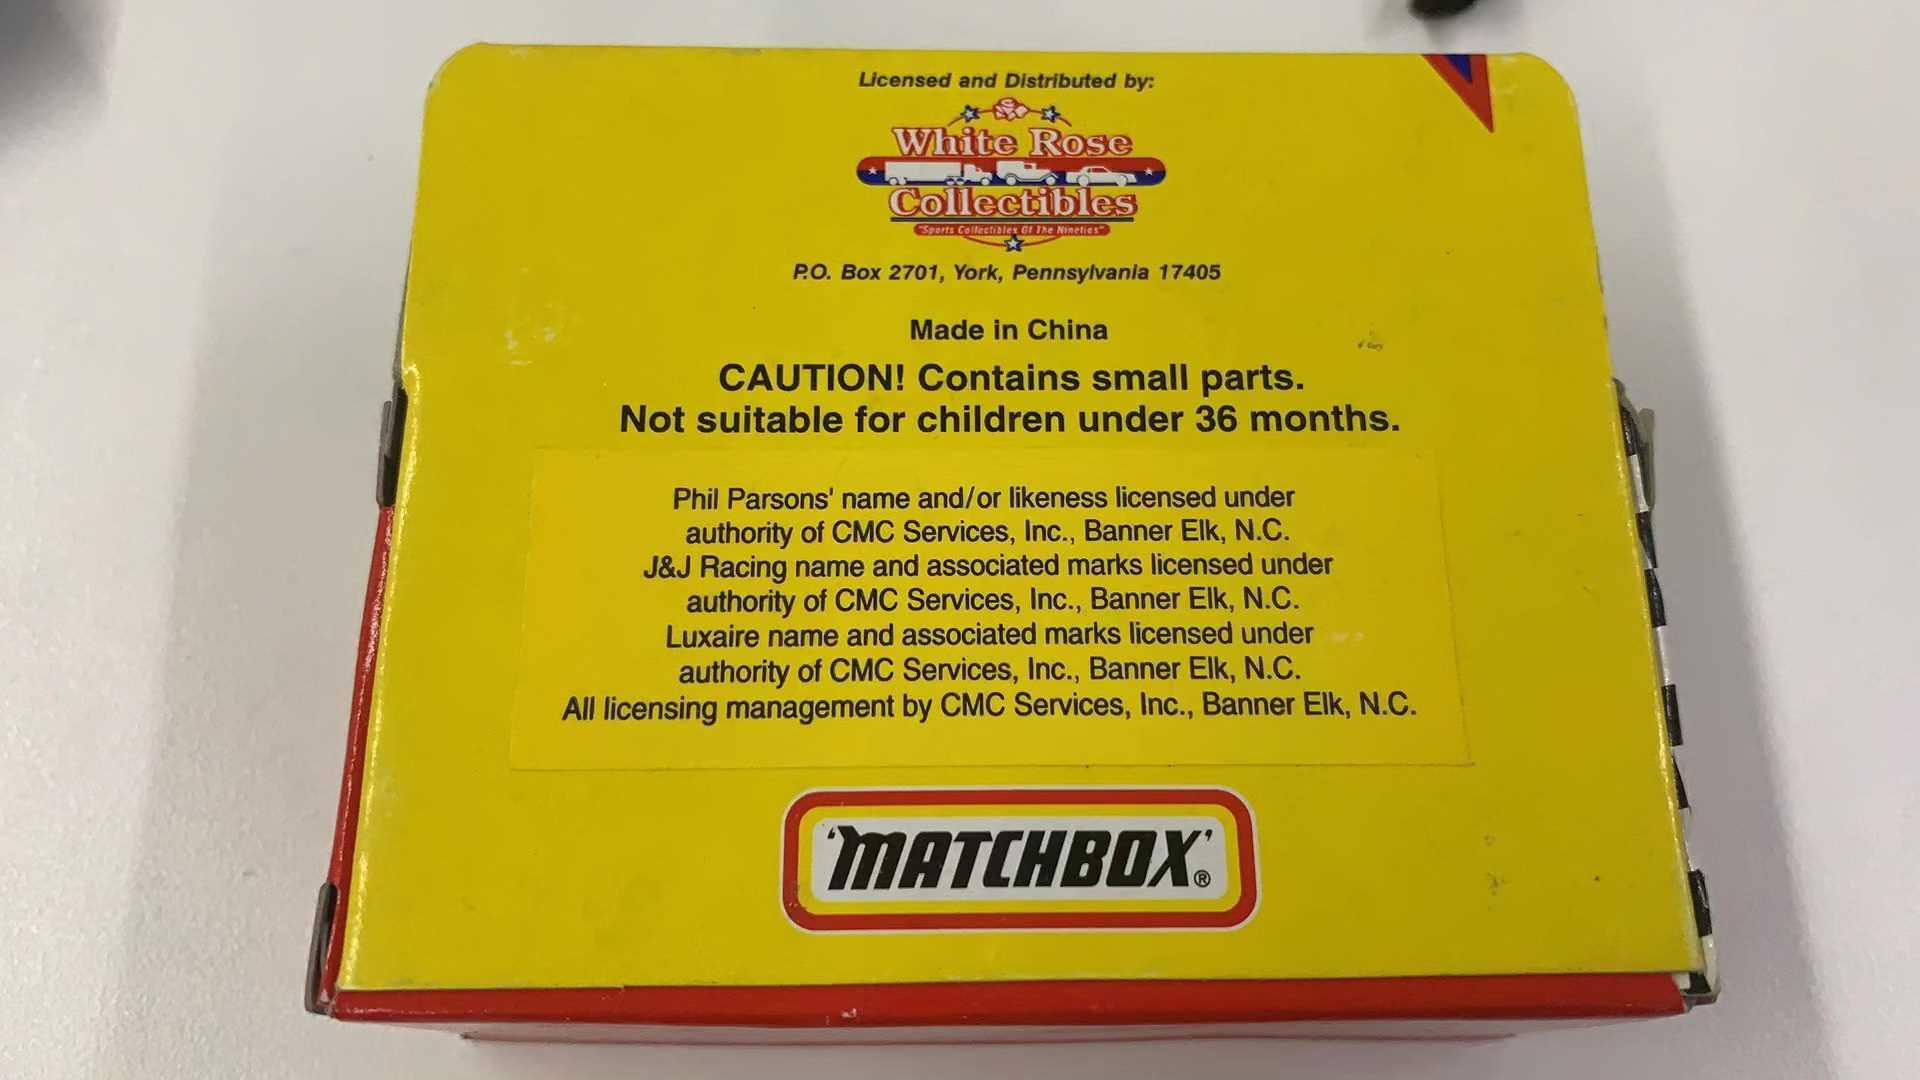 Licensed and Distributed by:
White Rose
Collectibles
"Sports Collectibles Of The Nineties"
P.O. Box 2701, York, Pennsylvania 17405
Made in China
CAUTION! Contains small parts.
Not suitable for children under 36 months.
Phil Parsons' name and/or likeness licensed under
authority of CMC Services, Inc., Banner Elk, N.C.
J&J Racing name and associated marks licensed under
authority of CMC Services, Inc., Banner Elk, N.C.
Luxaire name and associated marks licensed under
authority of CMC Services, Inc., Banner Elk, N.C.
All licensing management by CMC Services, Inc., Banner Elk, N.C.
'MATCHBOX'®